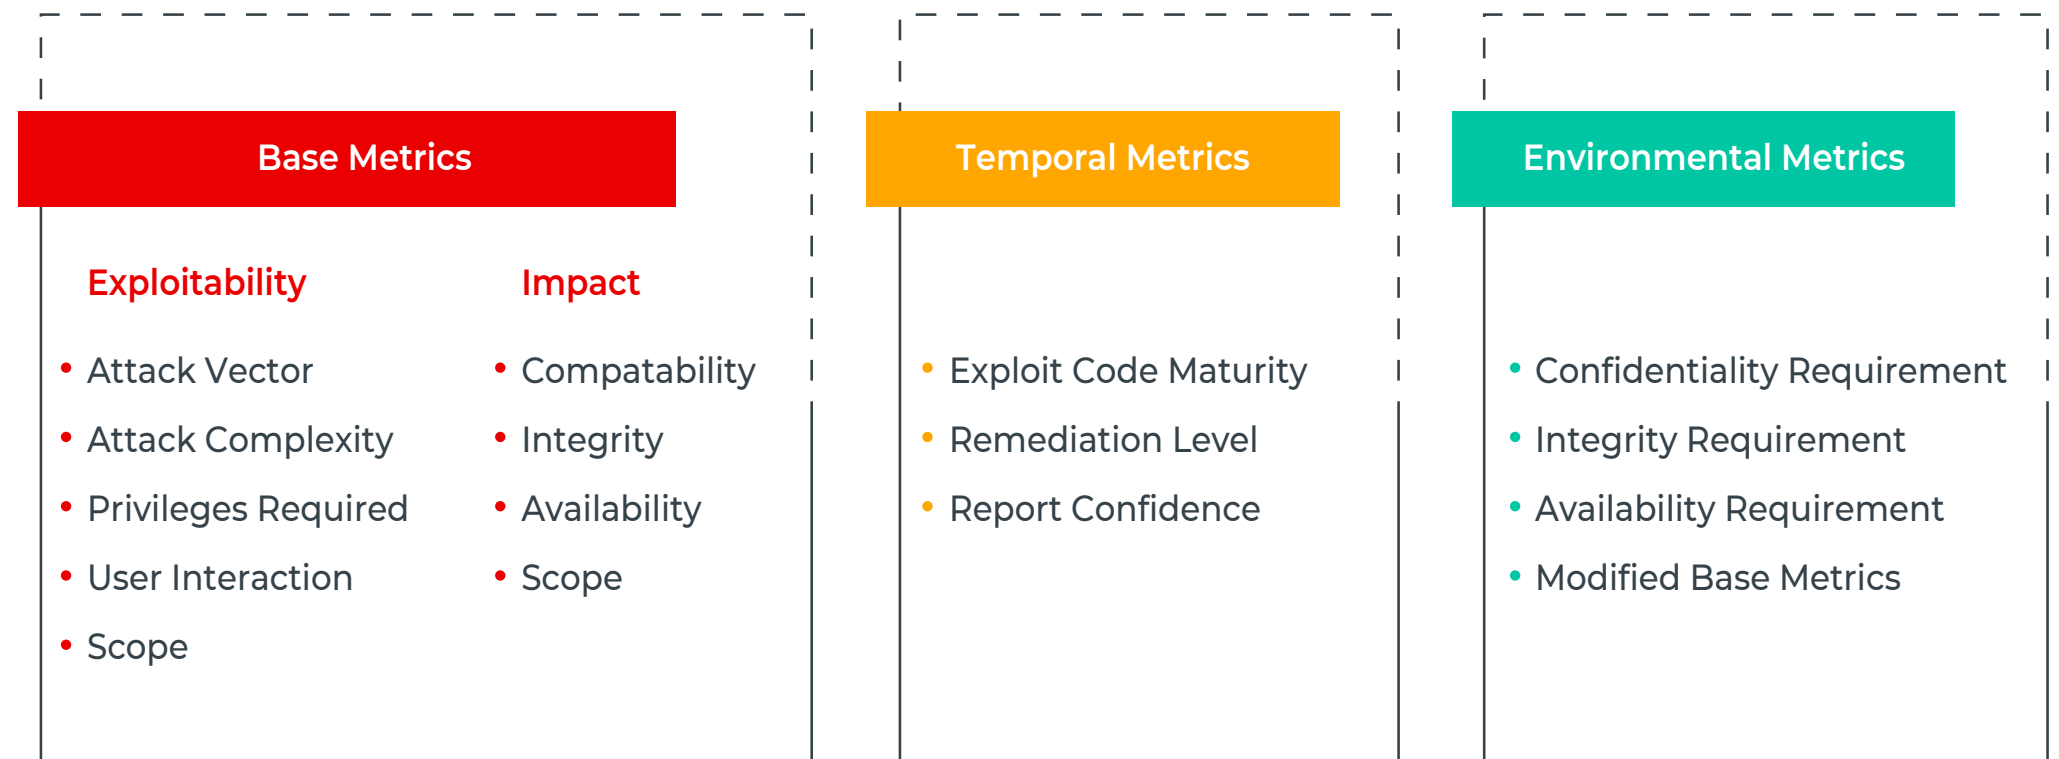 Base Metrics
Exploitability
• Attack Vector
• Attack Complexity
• Privileges Required
• User Interaction
• Scope
Impact
• Compatability
• Integrity
• Availability
• Scope
Temporal Metrics
• Exploit Code Maturity
• Remediation Level
• Report Confidence
Environmental Metrics
• Confidentiality Requirement
• Integrity Requirement
• Availability Requirement
• Modified Base Metrics